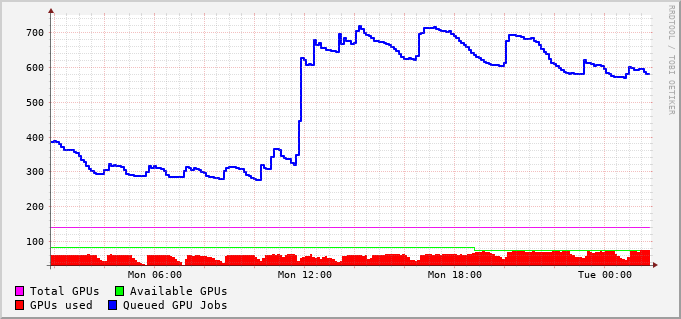 RRDTOOL / TOBI OETIKER
700
600
500
400
300
200
100
Mon 06:00 Mon 12:00 Mon 18:00 Tue 00:00
Total GPUs Available GPUs
GPUs used Queued GPU Jobs